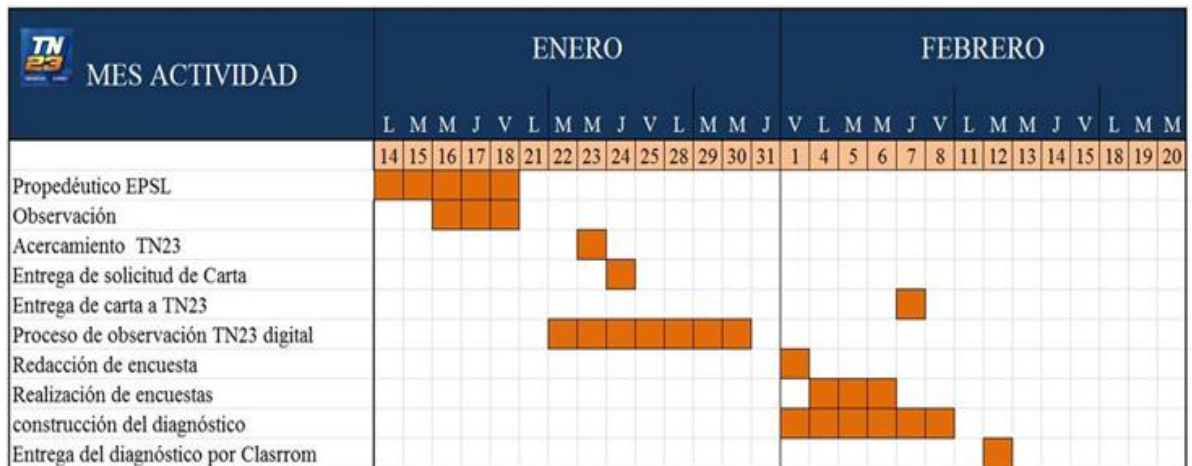 TN
23
MES ACTIVIDAD
ENERO
FEBRERO
L M M J V L M M J V L M M J V L M M J V L M M J V L M M
14 15 16 17 18 21 22 23 24 25 28 29 30 31 1 4 5 6 7 8 11 12 13 14 15 18 19 20
Propedéutico EPSL
Observación
Acercamiento TN23
Entrega de solicitud de Carta
Entrega de carta a TN23
Proceso de observación TN23 digital
Redacción de encuesta
Realización de encuestas
construcción del diagnóstico
Entrega del diagnóstico por Clasrrom